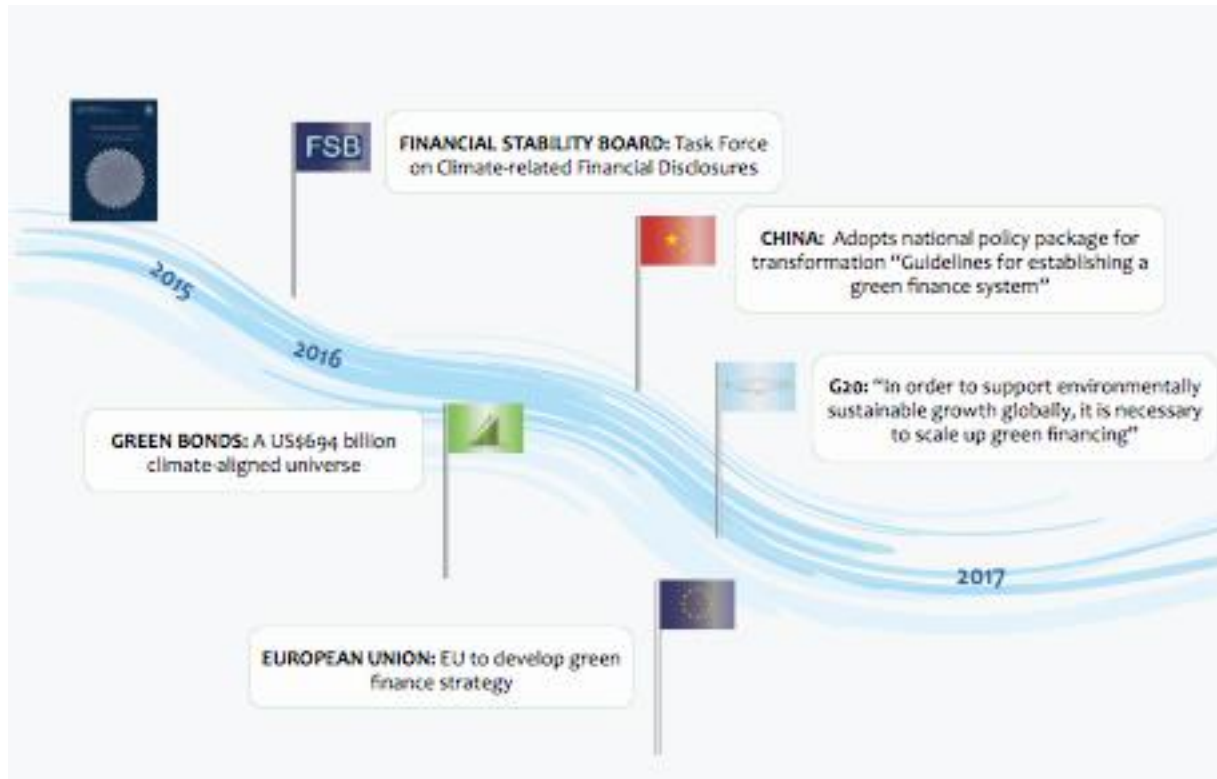 FSB
FINANCIAL STABILITY BOARD: Task Force
on Climate-related Financial Disclosures
2015
CHINA: Adopts national policy package for
transformation "Guidelines for establishing a
green finance system"
2016
G20: "In order to support environmentally
sustainable growth globally, it is necessary
to scale up green financing"
GREEN BONDS: A US$694 billion
climate-aligned universe
2017
EUROPEAN UNION: EU to develop green
finance strategy